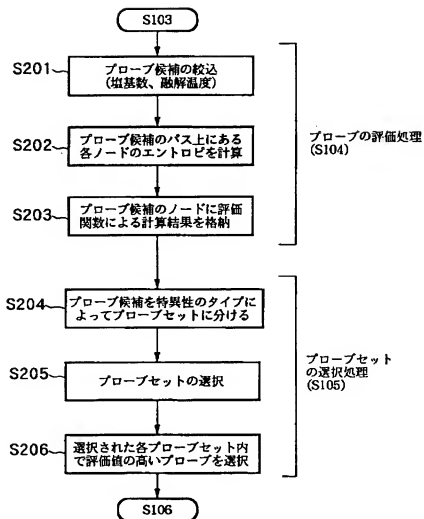 S103
S201
プローブ候補の絞込
(塩基数、融解温度)
S202
プローブ候補のパス上にある
各ノードのエントロピを計算
S203
プローブ候補のノードに評価
関数による計算結果を格納
プローブの評価処理
(S104)
S204
プローブ候補を特異性のタイプに
よってプローブセットに分ける
S205
プローブセットの選択
S206
選択された各プローブセット内
で評価値の高いプローブを選択
プローブセット
の選択処理
(S105)
S106